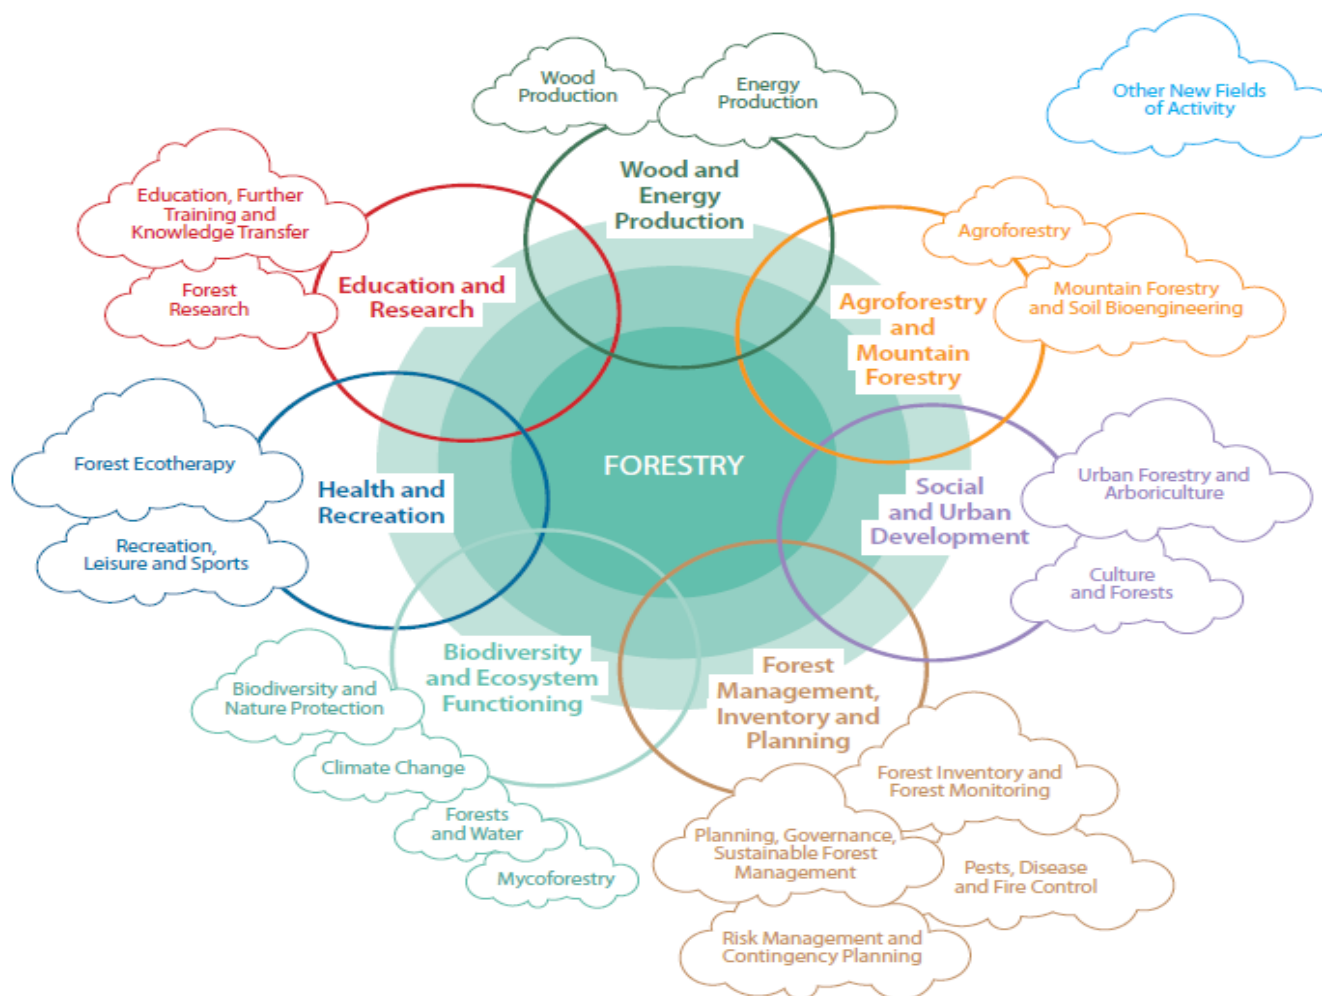 Wood
Production
Energy
Production
Other New Fields
of Activity
Wood and
Energy
Production
Education, Further
Training and
Knowledge Transfer
Forest
Research
Education and
Research
Agroforestry
Mountain Forestry
and Soil Bioengineering
Agroforestry
and
Mountain
Forestry
Forest Ecotherapy
Recreation,
Leisure and Sports
Health and
Recreation
FORESTRY
Social
and Urban
Development
Urban Forestry and
Arboriculture
Culture
and Forests
Biodiversity
and Ecosystem
Functioning
Biodiversity and
Nature Protection
Climate Change
Forests
and Water
Mycoforestry
Forest
Management,
Inventory and
Planning
Forest Inventory and
Forest Monitoring
Planning, Governance,
Sustainable Forest
Management
Pests, Disease
and Fire Control
Risk Management and
Contingency Planning